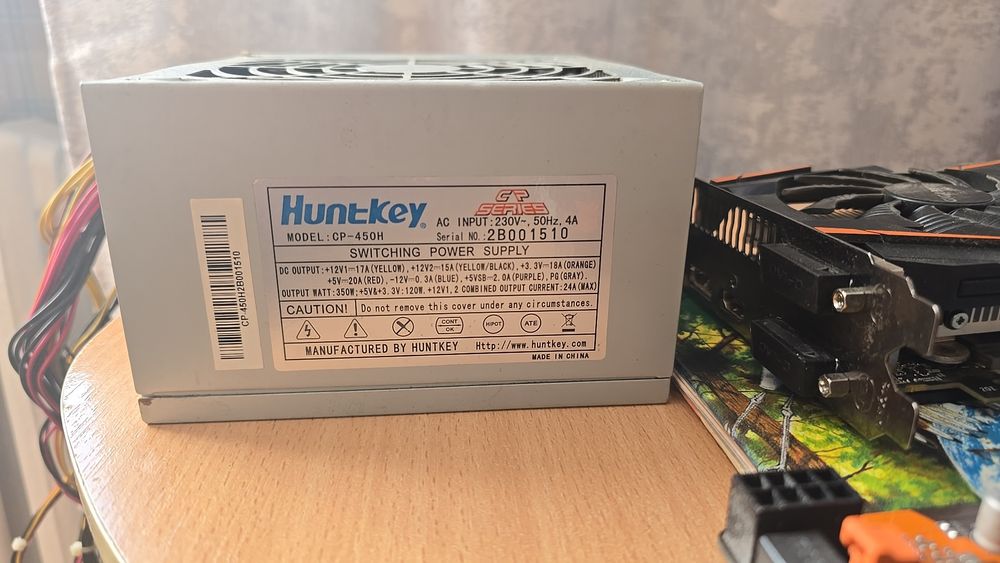 Huntkey®
CP
SERIES
AC INPUT:230V~, 50Hz, 4A
MODEL:CP-450H
Serial NO.:2B001510
SWITCHING POWER SUPPLY
DC OUTPUT:+12V1⎓17A(YELLOW), +12V2⎓15A(YELLOW/BLACK), +3.3V⎓18A(ORANGE)
+5V⎓20A(RED), -12V⎓0.3A(BLUE), +5VSB⎓2.0A(PURPLE), PG(GRAY).
OUTPUT WATT:350W;+5V&+3.3V:120W, +12V1,2 COMBINED OUTPUT CURRENT:24A(MAX)
CAUTION! Do not remove this cover under any circumstances.
CONT OK HIPOT ATE
MANUFACTURED BY HUNTKEY Http://www.huntkey.com
MADE IN CHINA
CP-450H2B001510